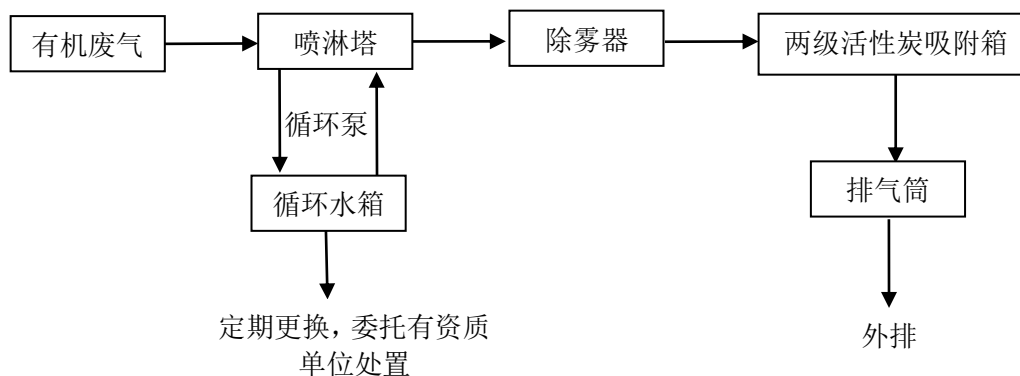 有机废气
喷淋塔
除雾器
两级活性炭吸附箱
循环泵
循环水箱
排气筒
定期更换，委托有资质
单位处置
外排